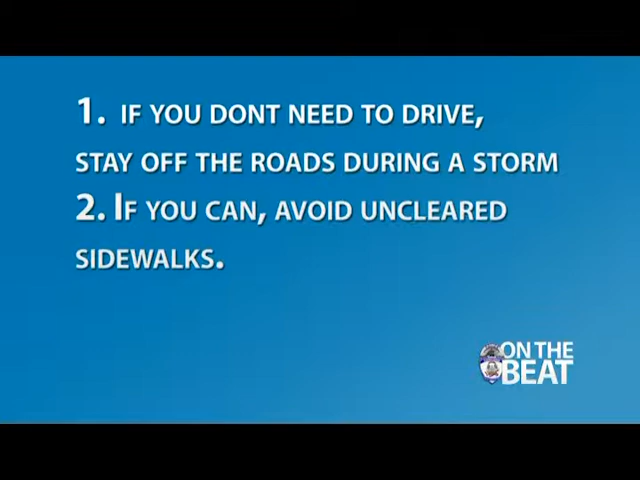 1. IF YOU DONT NEED TO DRIVE,
STAY OFF THE ROADS DURING A STORM
2. IF YOU CAN, AVOID UNCLEARED
SIDEWALKS.
ON THE
BEAT